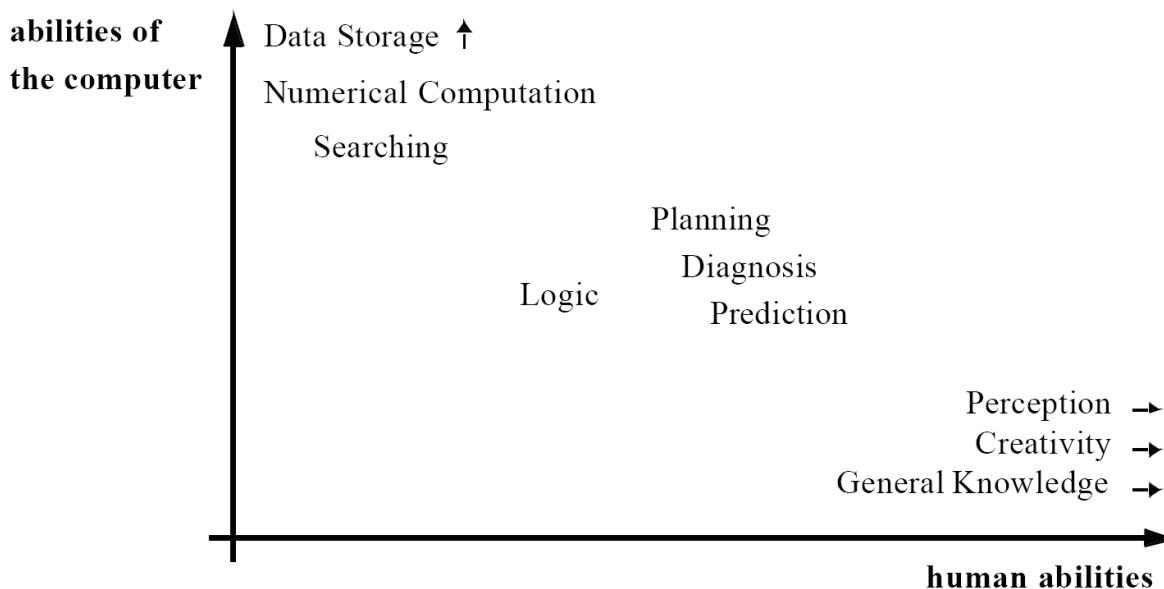 abilities of
the computer
Data Storage
Numerical Computation
Searching
Planning
Diagnosis
Logic
Prediction
Perception
Creativity
General Knowledge
human abilities